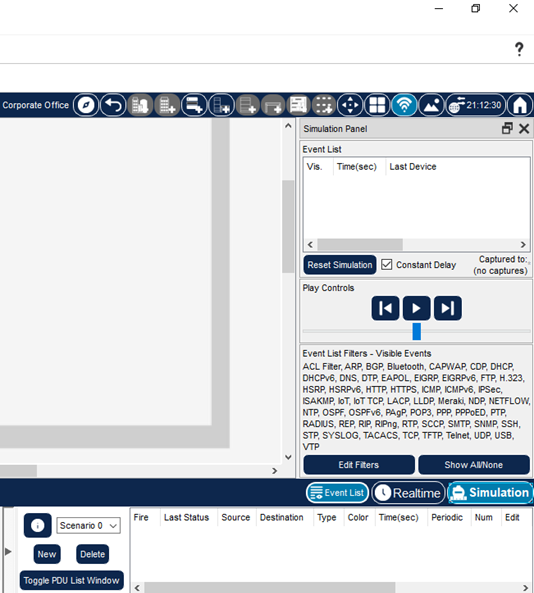 ?
Corporate Office
21:12:30
Simulation Panel
Event List
Vis. Time(sec) Last Device
Reset Simulation Constant Delay Captured to:
(no captures)
Play Controls
Event List Filters - Visible Events
ACL Filter, ARP, BGP, Bluetooth, CAPWAP, CDP, DHCP,
DHCPv6, DNS, DTP, EAPOL, EIGRP, EIGRPv6, FTP, H.323,
HSRP, HSRPv6, HTTP, HTTPS, ICMP, ICMPv6, IPSec,
ISAKMP, IoT, IoT TCP, LACP, LLDP, Meraki, NDP, NETFLOW,
NTP, OSPF, OSPFv6, PAgP, POP3, PPP, PPPoED, PTP,
RADIUS, REP, RIP, RIPng, RTP, SCCP, SMTP, SNMP, SSH,
STP, SYSLOG, TACACS, TCP, TFTP, Telnet, UDP, USB,
VTP
Edit Filters Show All/None
Event List Realtime Simulation
Scenario 0
New Delete
Toggle PDU List Window
Fire Last Status Source Destination Type Color Time(sec) Periodic Num Edit